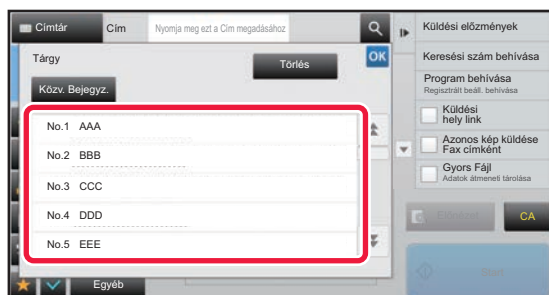 Címtár
Cím
Nyomja meg ezt a Cím megadásához
Küldési előzmények
Tárgy
Törlés
OK
Keresési szám behívása
Közv. Bejegyz.
Program behívása
Regisztrált beáll. behívása
No.1 AAA
Küldési
hely link
No.2 BBB
Azonos kép küldése
Fax címként
No.3 CCC
Gyors Fájl
Adatok átmeneti tárolása
No.4 DDD
CA
No.5 EEE
Egyéb